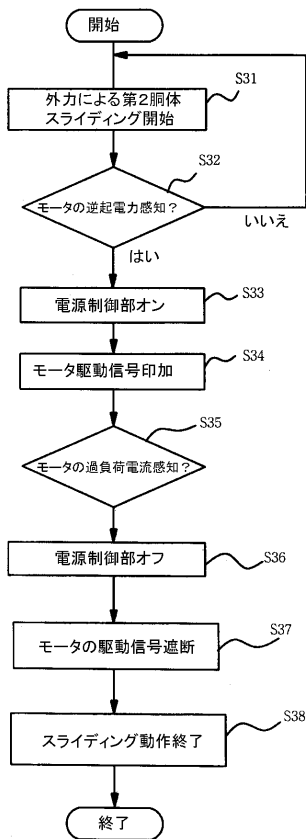 開始
S31
外力による第2胴体
スライディング開始
S32
モータの逆起電力感知?
いいえ
はい
S33
電源制御部オン
S34
モータ駆動信号印加
S35
モータの過負荷電流感知?
電源制御部オフ
S36
モータの駆動信号遮断
S37
スライディング動作終了
S38
終了